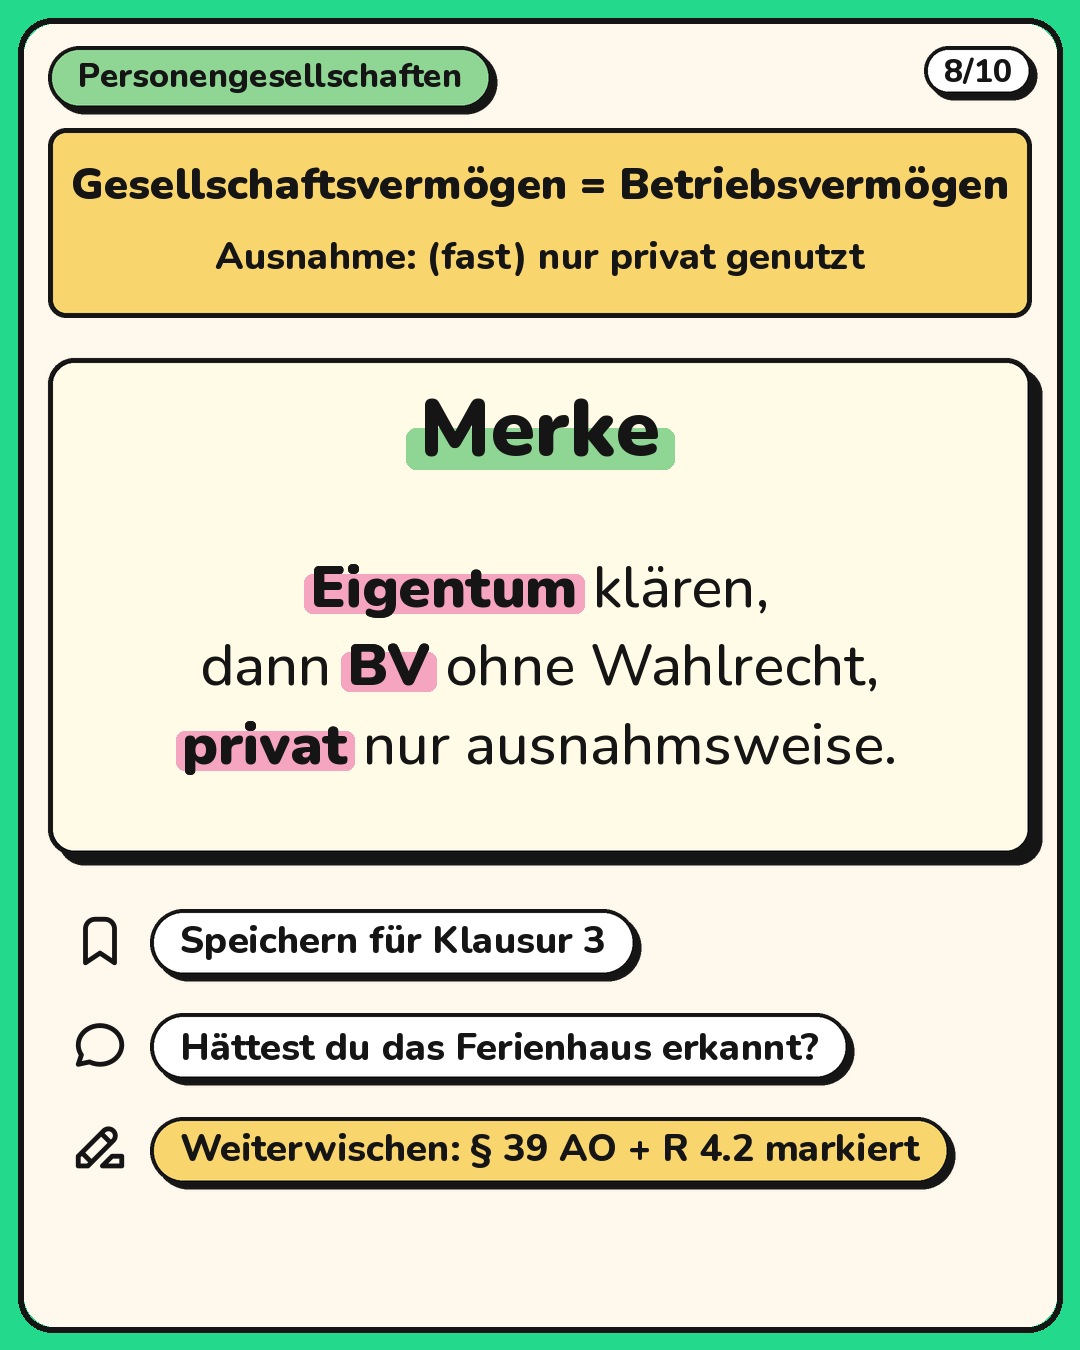 Personengesellschaften
8/10
Gesellschaftsvermögen = Betriebsvermögen
Ausnahme: (fast) nur privat genutzt
Merke
Eigentum klären,
dann BV ohne Wahlrecht,
privat nur ausnahmsweise.
Speichern für Klausur 3
Hättest du das Ferienhaus erkannt?
Weiterwischen: § 39 AO + R 4.2 markiert